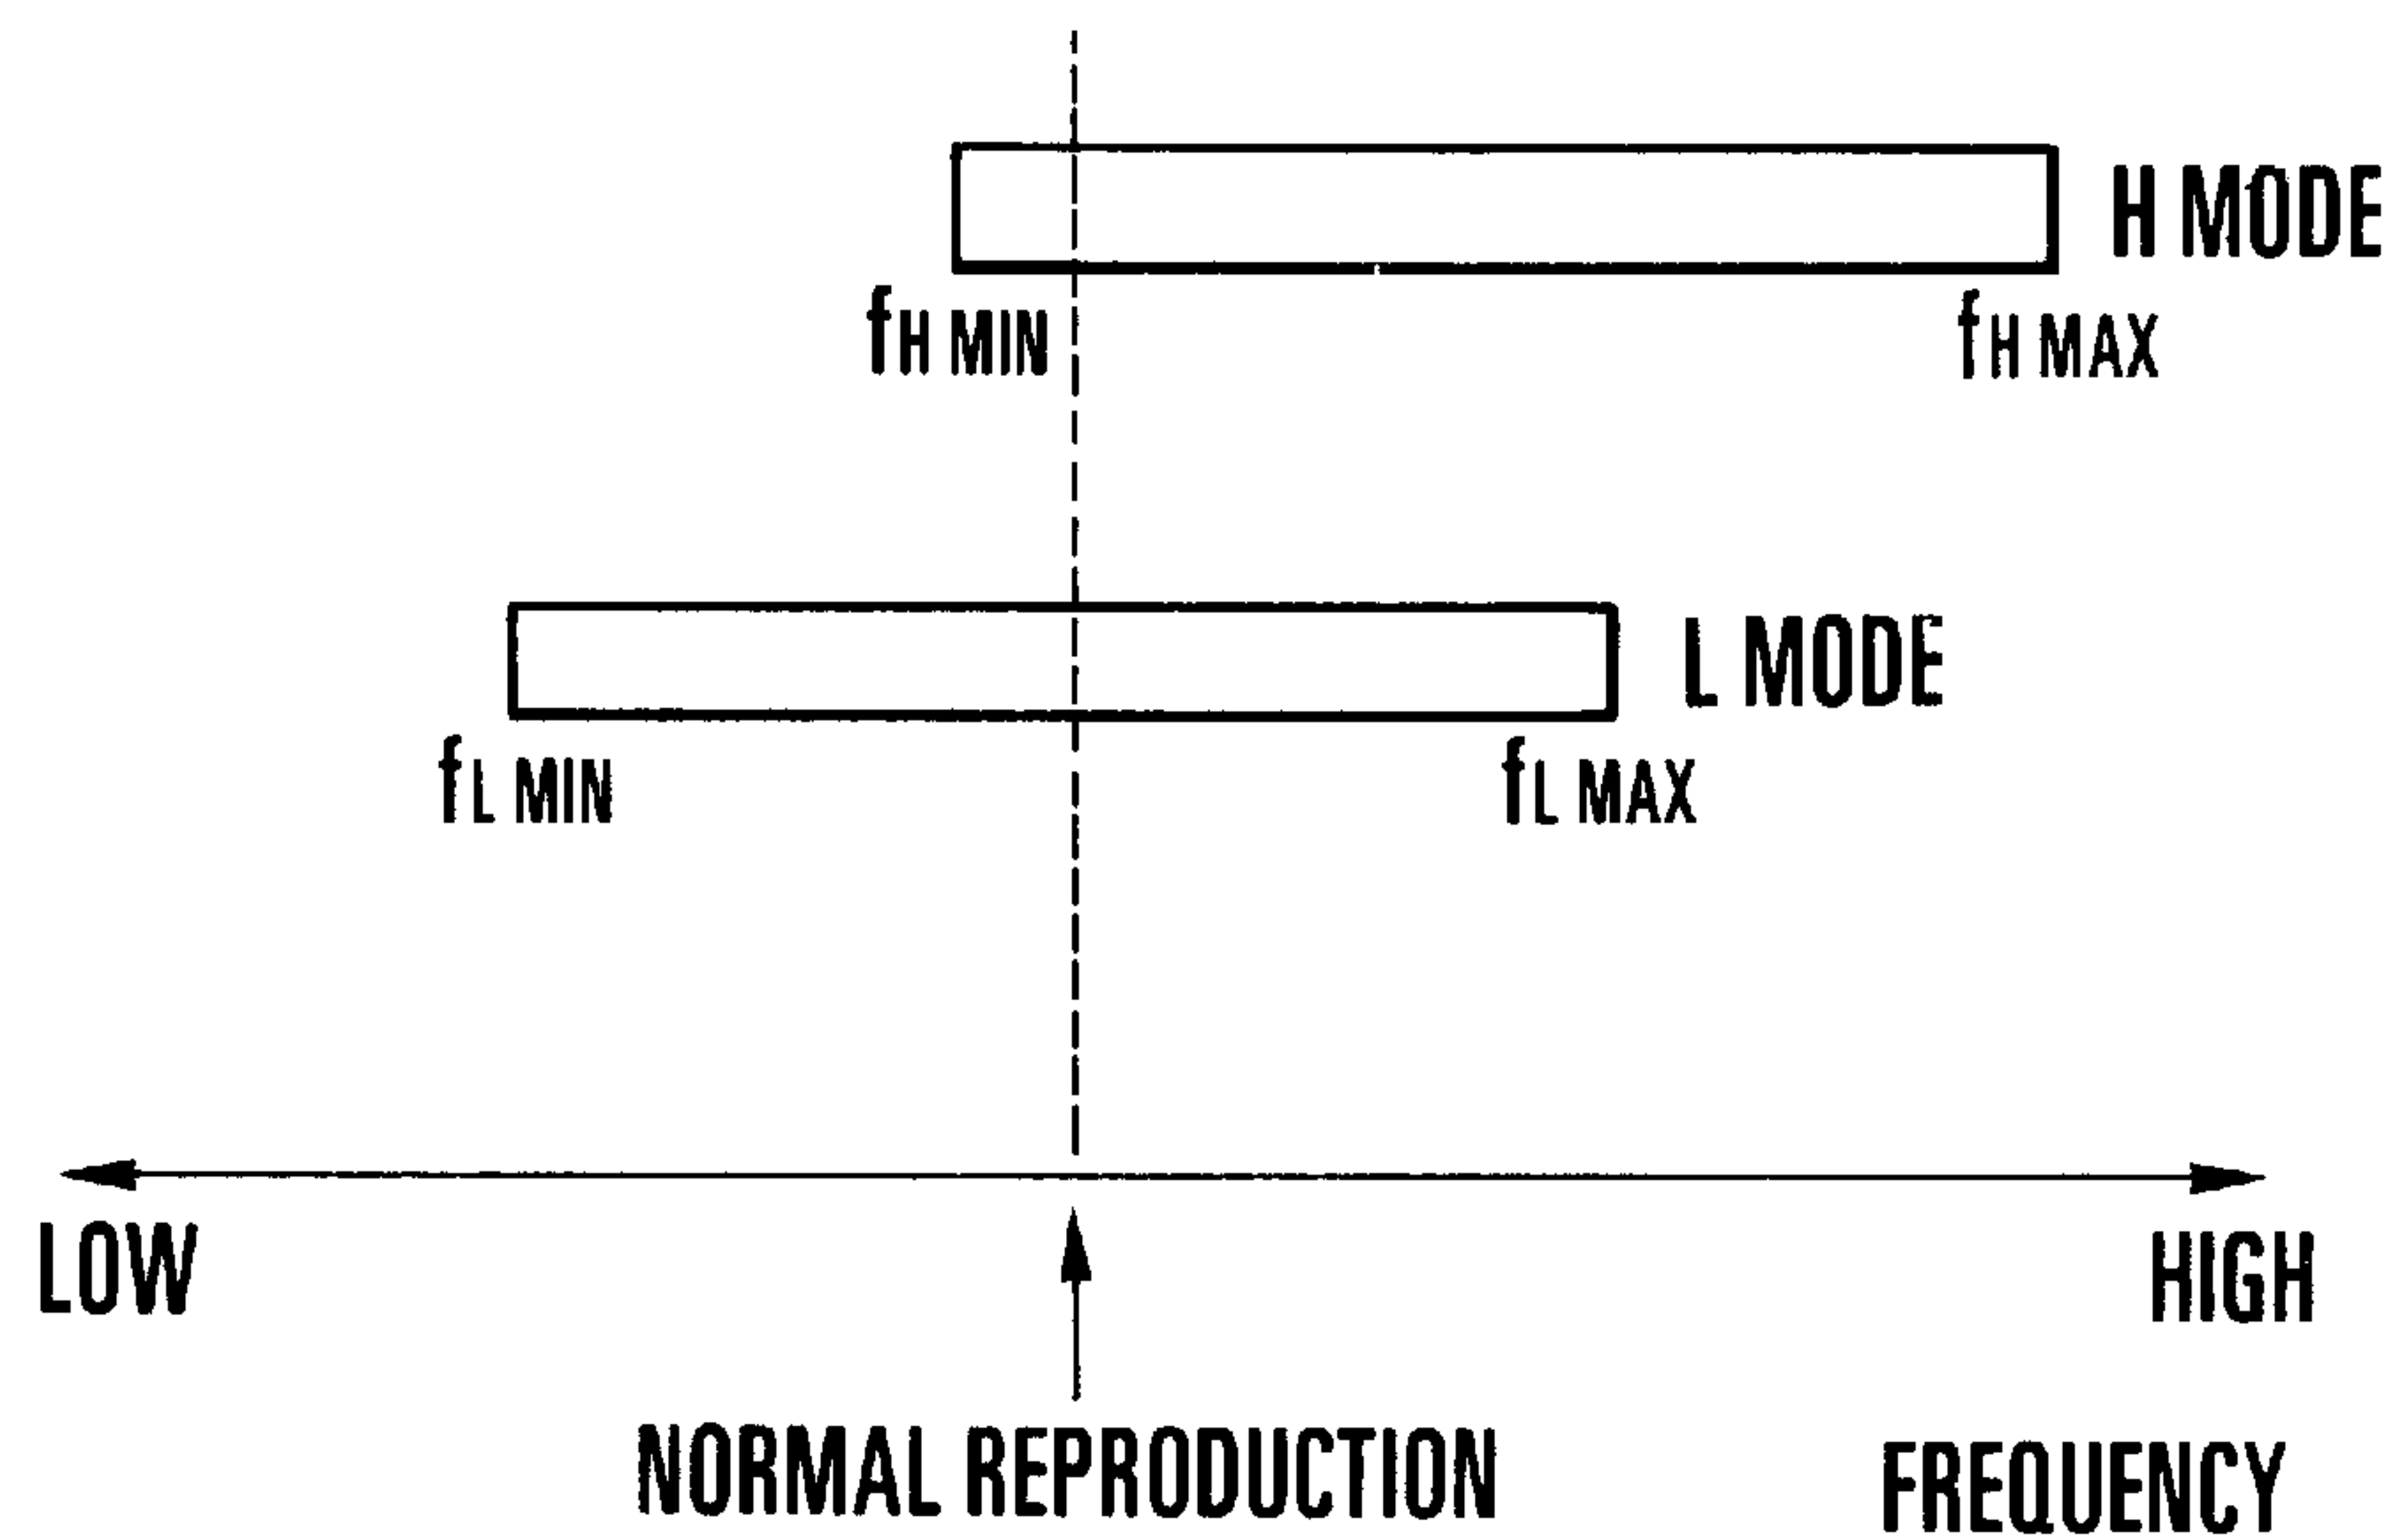 H MODE
fH MIN
fH MAX
L MODE
fL MIN
fL MAX
LOW
HIGH
NORMAL REPRODUCTION
FREQUENCY